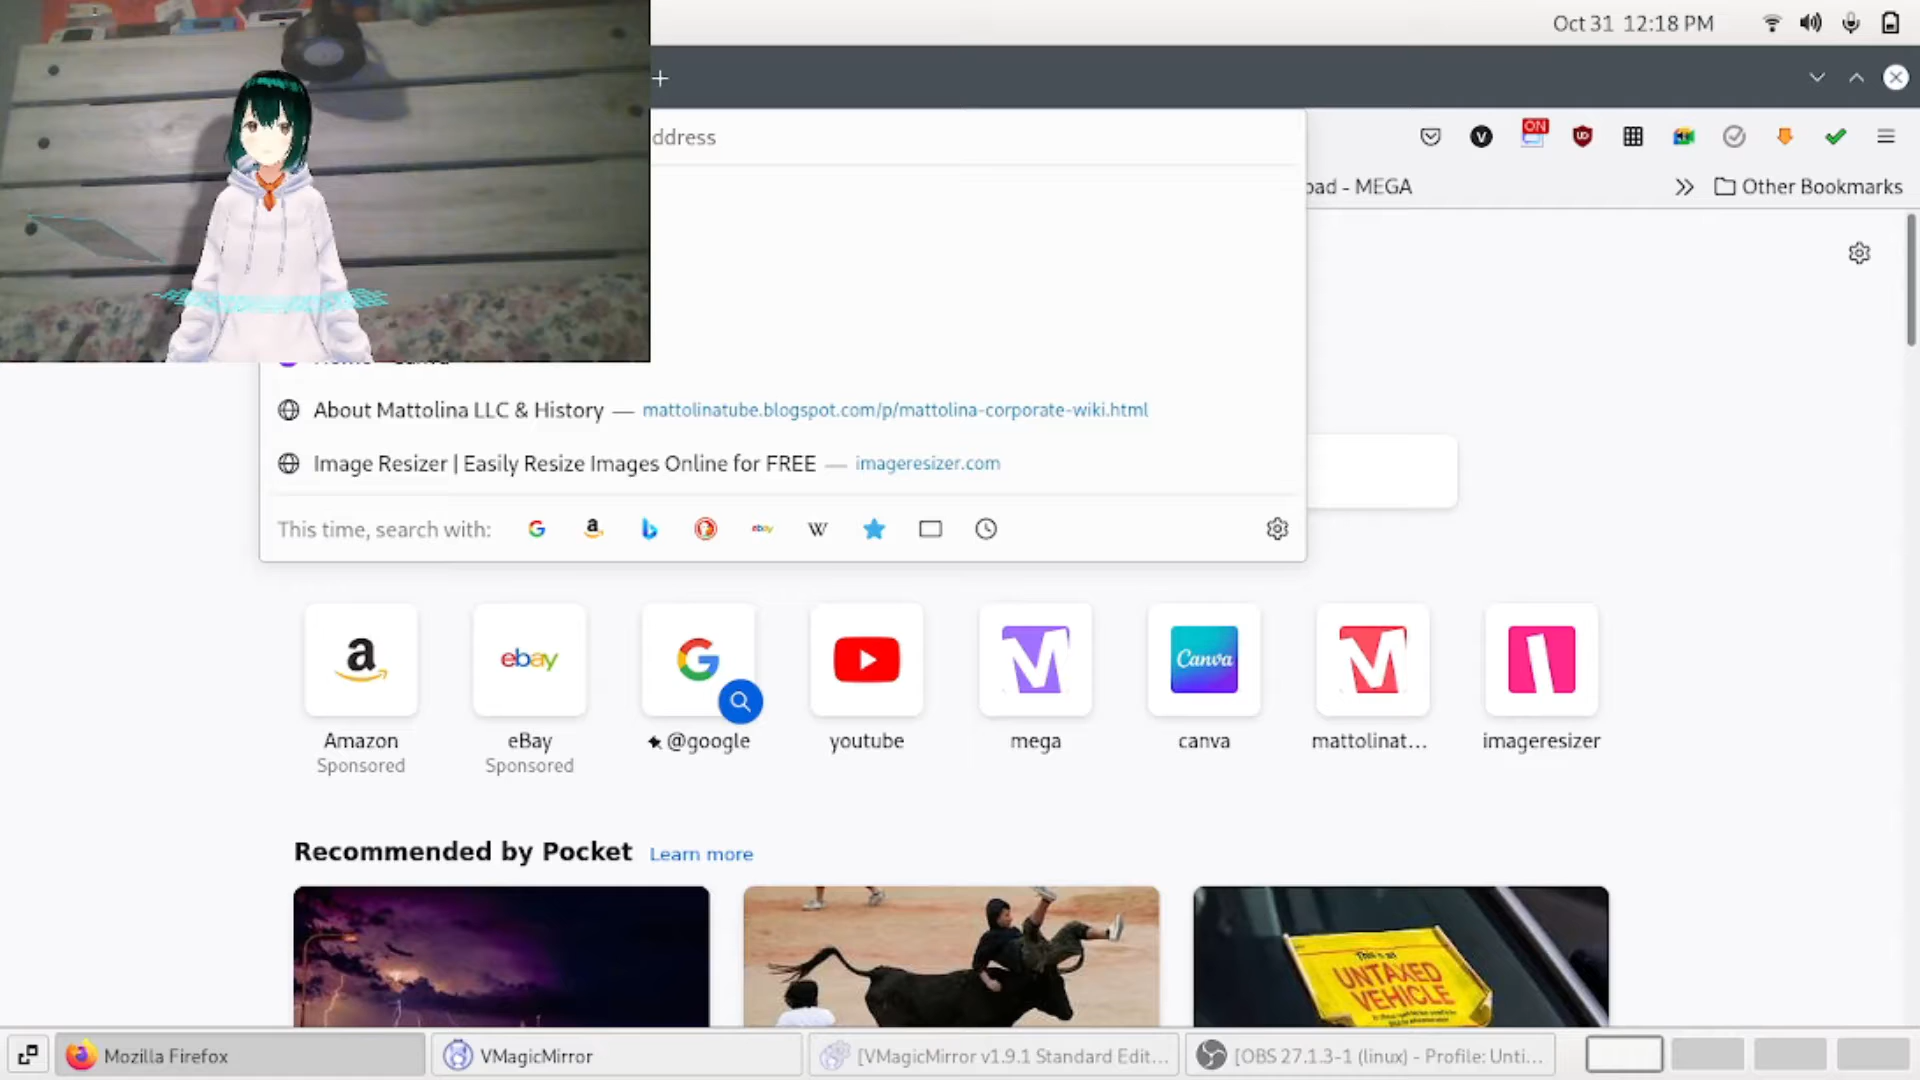 Oct 31 12:18 PM
ddress
ON
oad - MEGA
Other Bookmarks
About Mattolina LLC & History — mattolinatube.blogspot.com/p/mattolina-corporate-wiki.html
Image Resizer | Easily Resize Images Online for FREE — imageresizer.com
This time, search with:
ebay
Canva
Amazon
Sponsored
eBay
Sponsored
@google
youtube
mega
canva
mattolinat...
imageresizer
Recommended by Pocket
Learn more
This is an
UNTAXED
VEHICLE
Mozilla Firefox
VMagicMirror
[VMagicMirror v1.9.1 Standard Edit...
[OBS 27.1.3-1 (linux) - Profile: Unti...